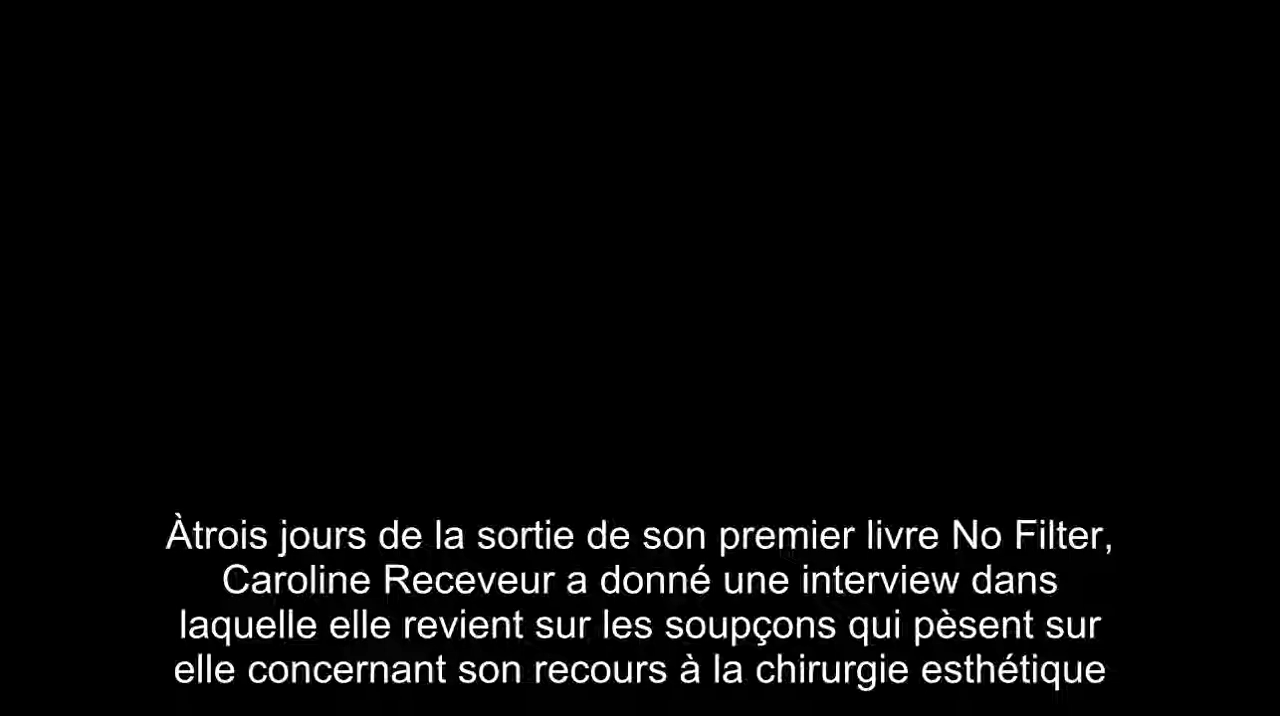 Àtrois jours de la sortie de son premier livre No Filter,
Caroline Receveur a donné une interview dans
laquelle elle revient sur les soupçons qui pèsent sur
elle concernant son recours à la chirurgie esthétique